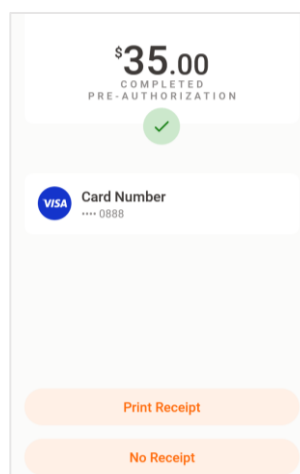 $35.00
COMPLETED
PRE-AUTHORIZATION
VISA
Card Number
•••• 0888
Print Receipt
No Receipt